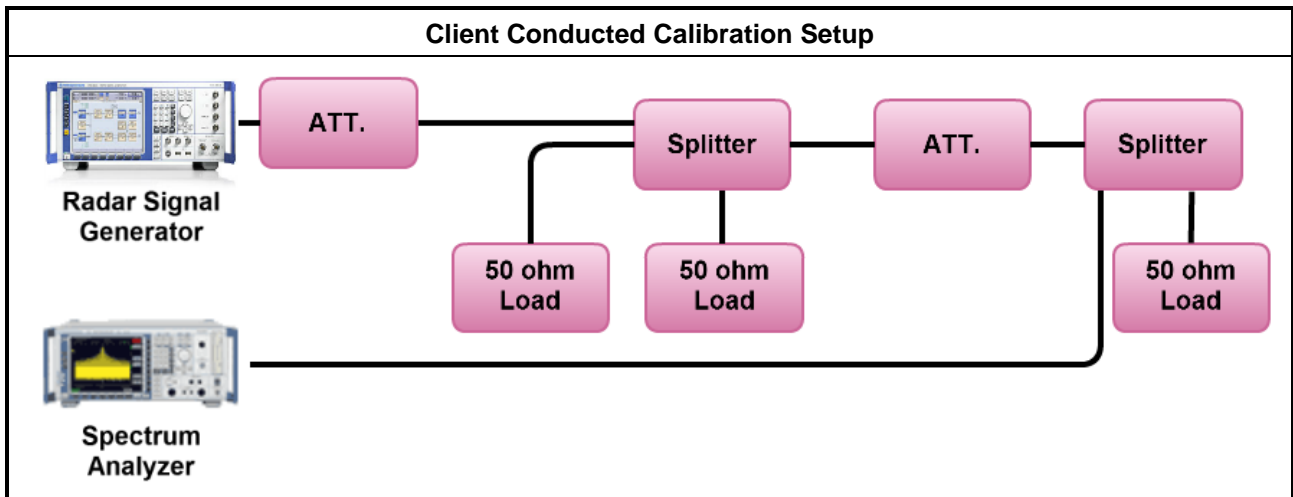 Client Conducted Calibration Setup
ATT.
Splitter
ATT.
Splitter
Radar Signal
Generator
50 ohm
Load
50 ohm
Load
50 ohm
Load
Spectrum
Analyzer